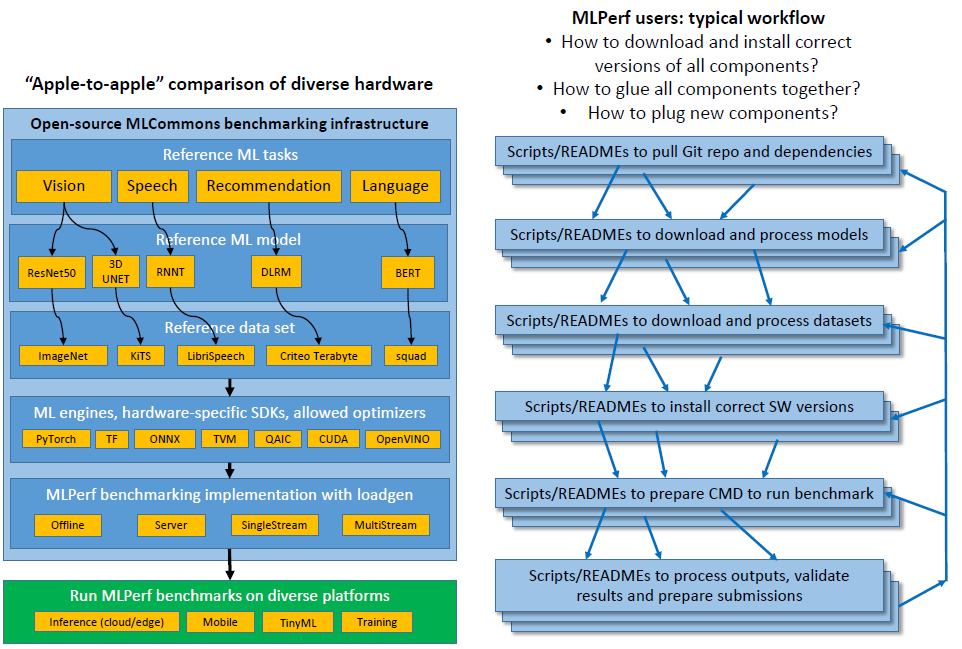 “Apple-to-apple” comparison of diverse hardware
Open-source MLCommons benchmarking infrastructure
Reference ML tasks
Vision
Speech
Recommendation
Language
Reference ML model
ResNet50
3D
UNET
RNNT
DLRM
BERT
Reference data set
ImageNet
KiTS
LibriSpeech
Criteo Terabyte
squad
ML engines, hardware-specific SDKs, allowed optimizers
PyTorch
TF
ONNX
TVM
QAIC
CUDA
OpenVINO
MLPerf benchmarking implementation with loadgen
Offline
Server
SingleStream
MultiStream
Run MLPerf benchmarks on diverse platforms
Inference (cloud/edge)
Mobile
TinyML
Training
MLPerf users: typical workflow
• How to download and install correct
versions of all components?
• How to glue all components together?
• How to plug new components?
Scripts/READMEs to pull Git repo and dependencies
Scripts/READMEs to download and process models
Scripts/READMEs to download and process datasets
Scripts/READMEs to install correct SW versions
Scripts/READMEs to prepare CMD to run benchmark
Scripts/READMEs to process outputs, validate
results and prepare submissions